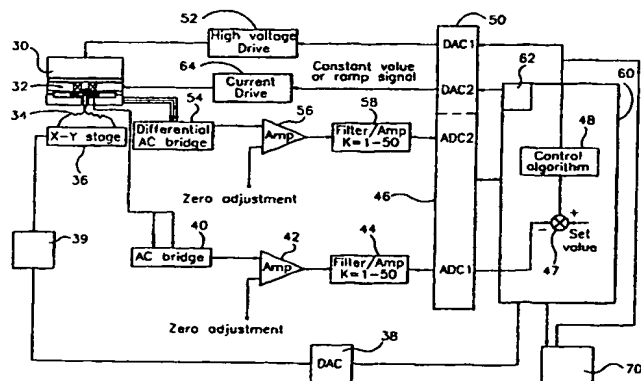 52
50
30
High voltage
Drive
DAC1
60
64
Constant value
or ramp signal
62
32
Current
Drive
DAC2
54
56
58
34
Differential
AC bridge
Amp
Filter/Amp
K=1-50
ADC2
48
X-Y stage
Control
algorithm
36
46
Zero adjustment
+
-
Set
value
47
39
40
42
44
AC bridge
Amp
Filter/Amp
K=1-50
ADC1
Zero adjustment
38
DAC
70